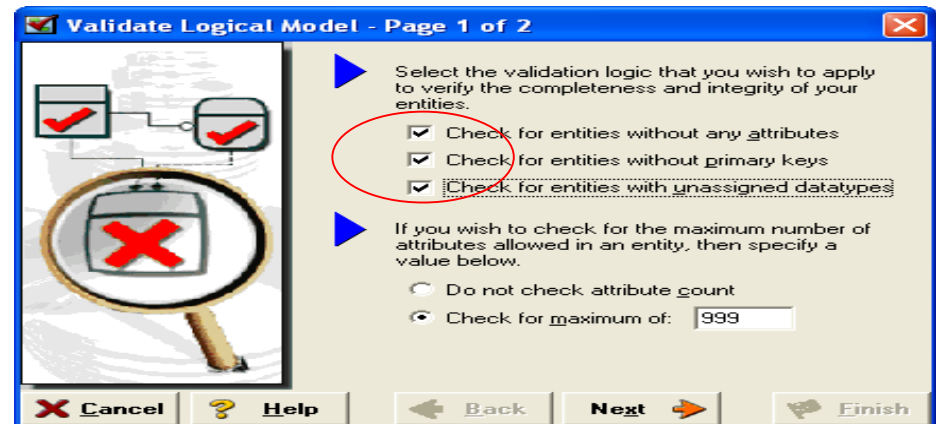 Validate Logical Model - Page 1 of 2
Select the validation logic that you wish to apply
to verify the completeness and integrity of your
entities.
Check for entities without any attributes
Check for entities without primary keys
Check for entities with unassigned datatypes
If you wish to check for the maximum number of
attributes allowed in an entity, then specify a
value below.
Do not check attribute count
Check for maximum of: 999
Cancel Help Back Next Finish